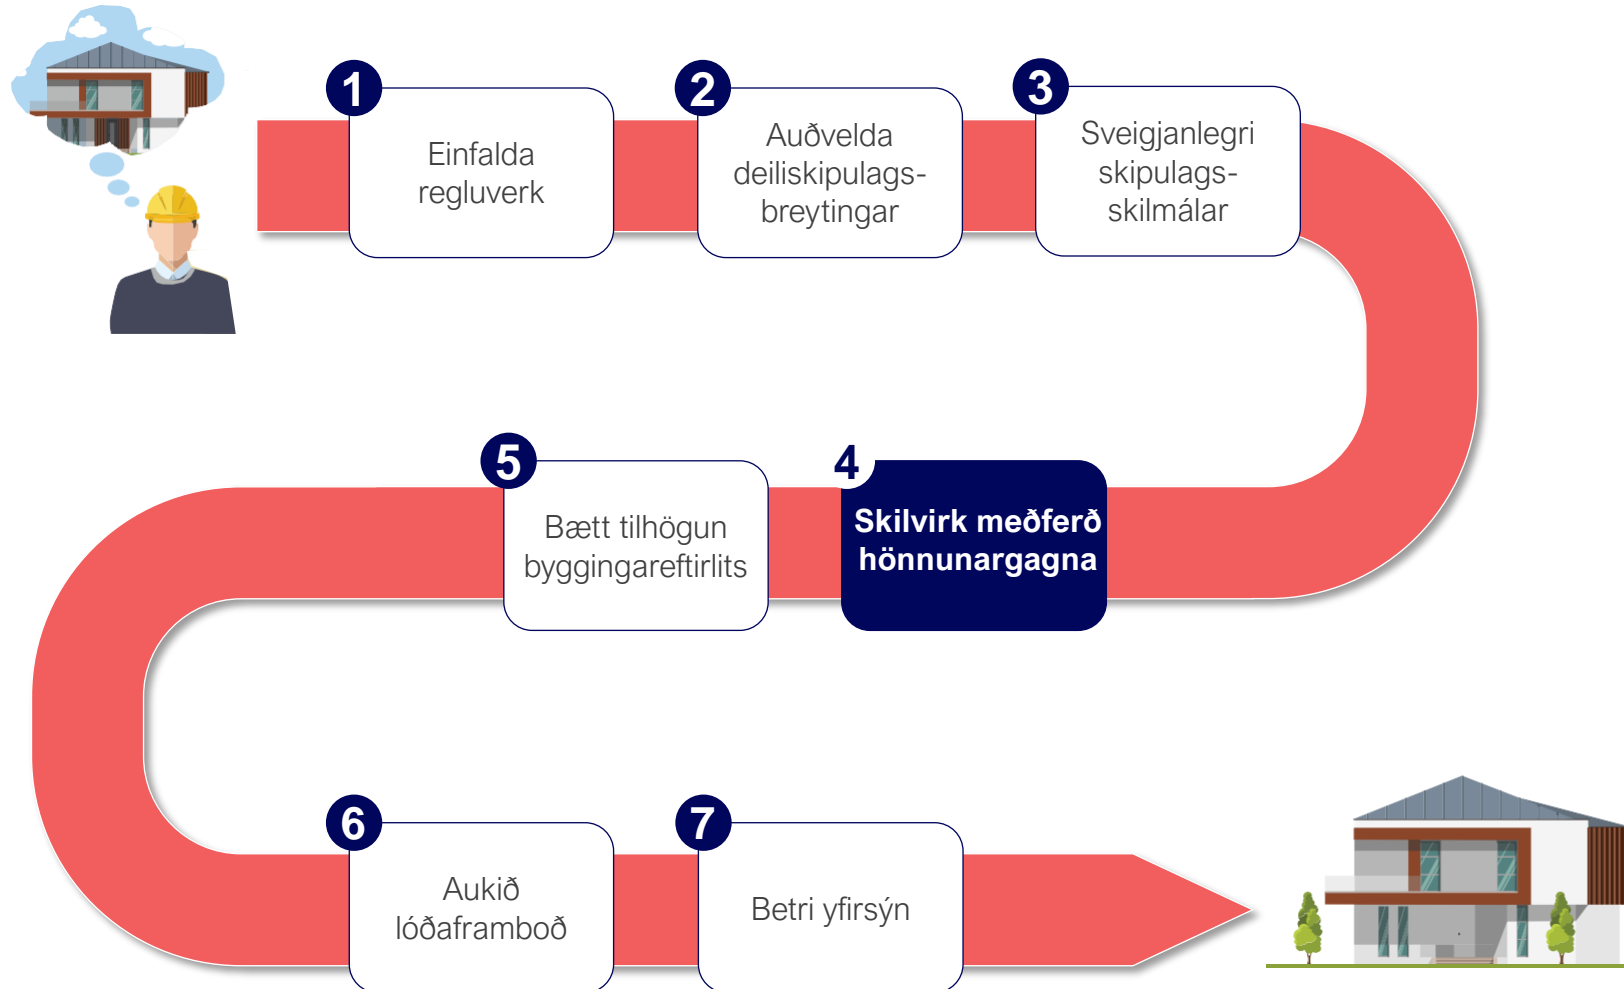 1
Einfalda
regluverk
2
Auðvelda
deiliskipulags-
breytingar
3
Sveigjanlegri
skipulags-
skilmálar
4
Skilvirk meðferð
hönnunargagna
5
Bætt tilhögun
byggingareftirlits
6
Aukið
lóðaframboð
7
Betri yfirsýn